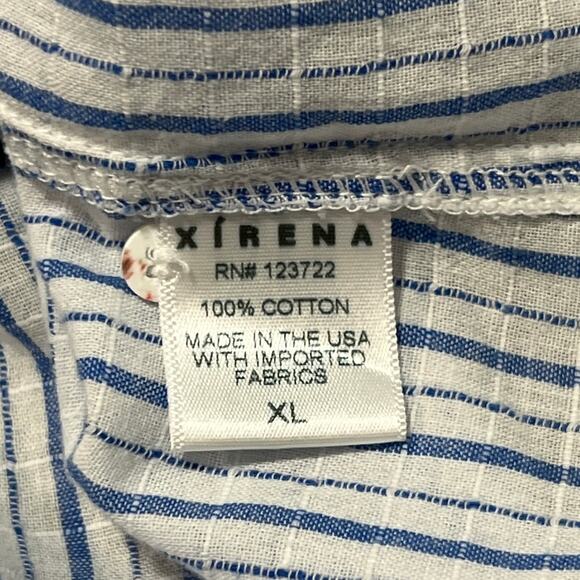 XÍRENA
RN# 123722
100% COTTON
MADE IN THE USA
WITH IMPORTED
FABRICS
XL